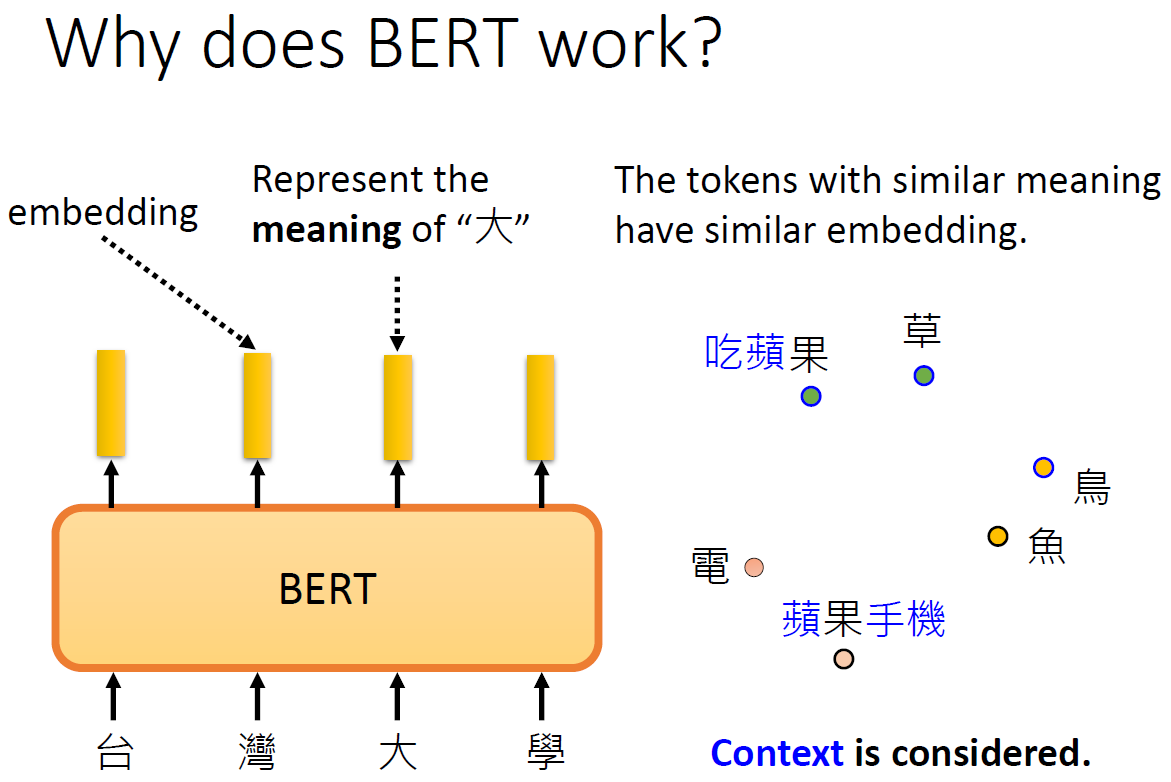 Why does BERT work?
embedding
Represent the
meaning of “大”
BERT
台 灣 大 學
The tokens with similar meaning
have similar embedding.
吃蘋果
草
鳥
魚
電
蘋果手機
Context is considered.